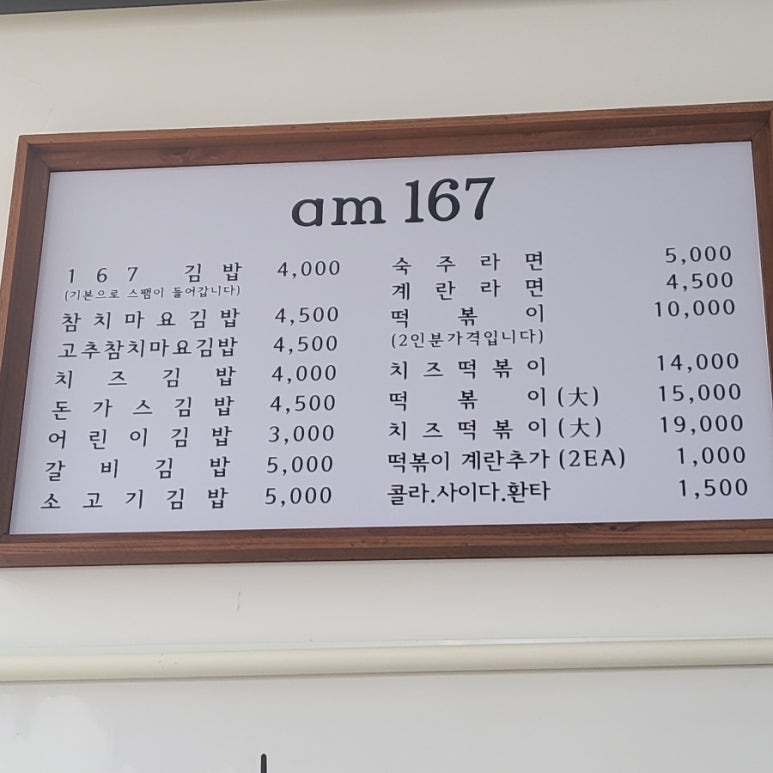 am 167
167 김밥 4,000
(기본으로 스팸이 들어갑니다)
참치마요김밥 4,500
고추참치마요김밥 4,500
치즈김밥 4,000
돈가스김밥 4,500
어린이김밥 3,000
갈비김밥 5,000
소고기김밥 5,000
숙주라면 5,000
계란라면 4,500
떡볶이 10,000
(2인분가격입니다)
치즈떡볶이 14,000
떡볶이(大) 15,000
치즈떡볶이(大) 19,000
떡볶이 계란추가 (2EA) 1,000
콜라.사이다.환타 1,500